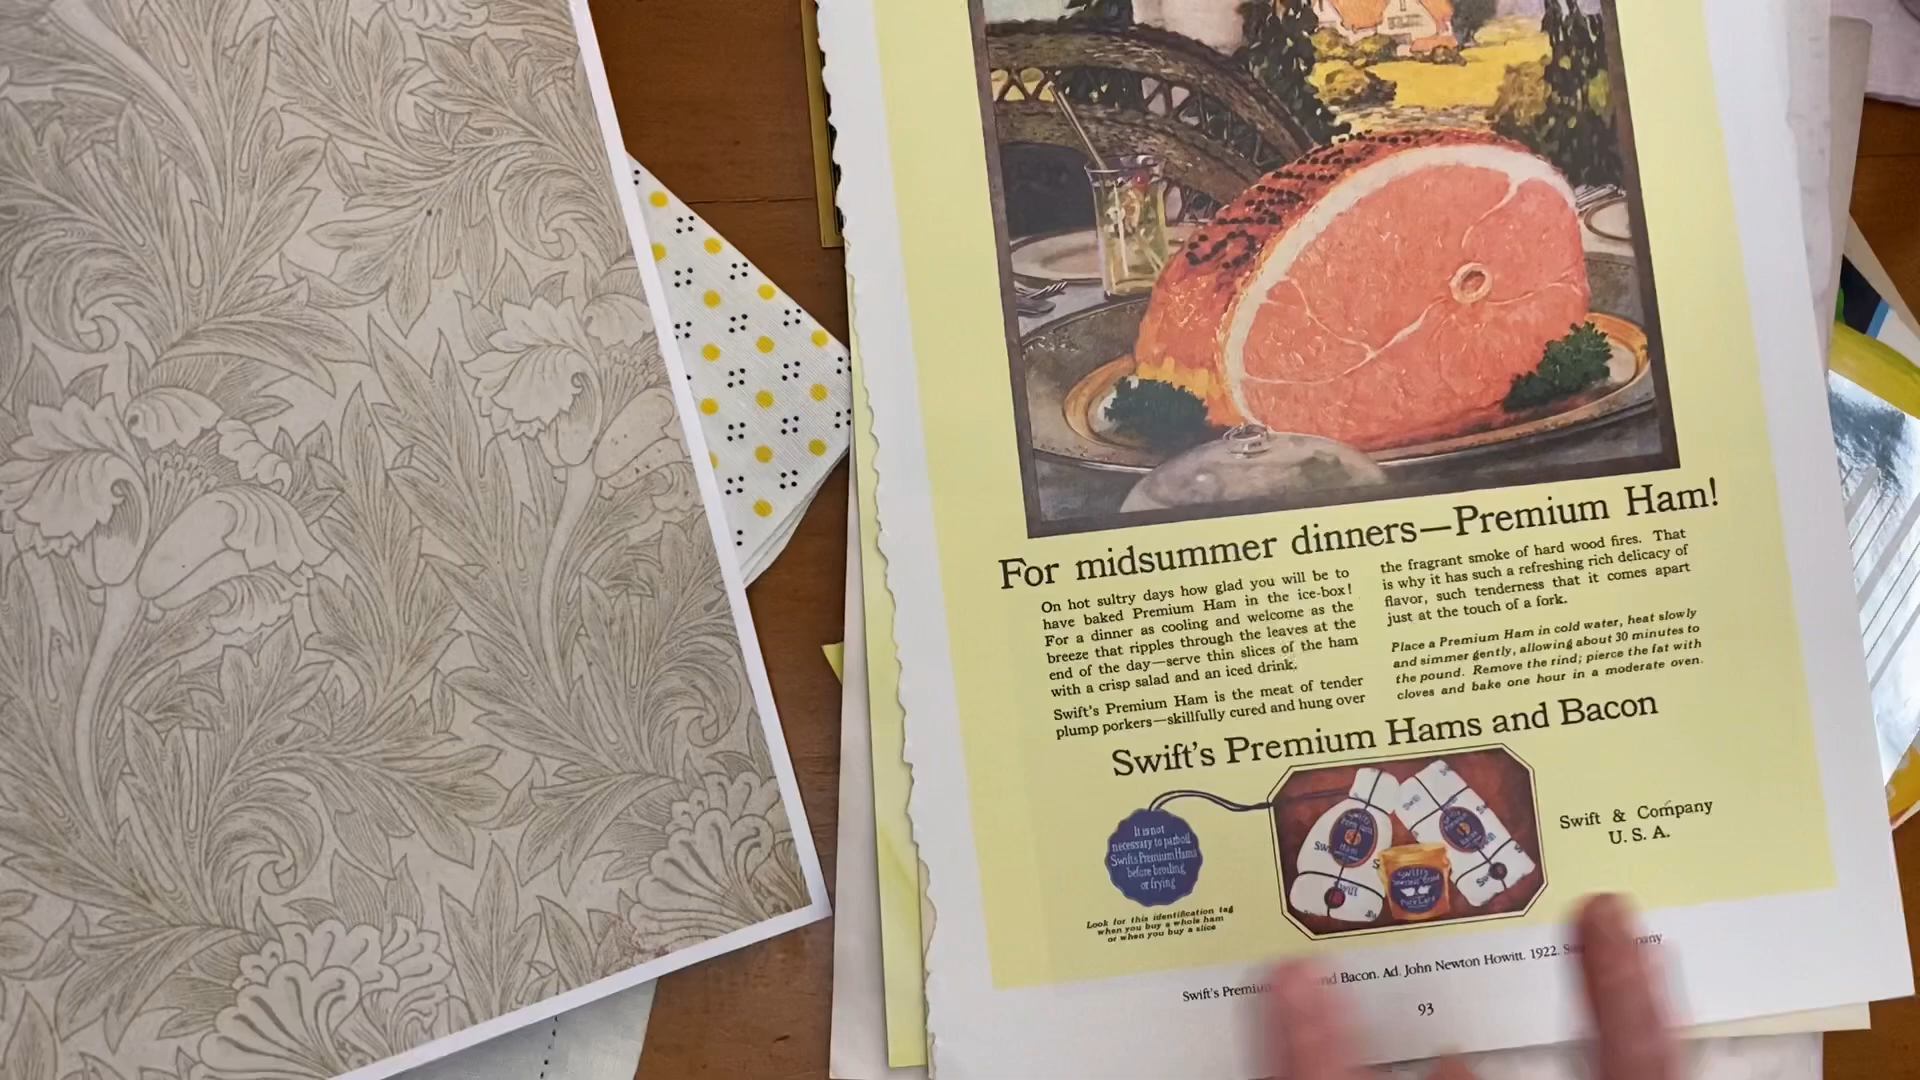 For midsummer dinners—Premium Ham!
On hot sultry days how glad you will be to
have baked Premium Ham in the ice-box!
For a dinner as cooling and welcome as the
breeze that ripples through the leaves at the
end of the day—serve thin slices of the ham
with a crisp salad and an iced drink.
Swift's Premium Ham is the meat of tender
plump porkers—skillfully cured and hung over
the fragrant smoke of hard wood fires. That
is why it has such a refreshing rich delicacy of
flavor, such tenderness that it comes apart
just at the touch of a fork.
Place a Premium Ham in cold water, heat slowly
and simmer gently, allowing about 30 minutes to
the pound. Remove the rind; pierce the fat with
cloves and bake one hour in a moderate oven.
Swift's Premium Hams and Bacon
It is not
necessary to parboil
Swift's Premium Hams
before broiling
or frying
Look for this identification tag
when you buy a whole ham
or when you buy a slice
Swift & Company
U. S. A.
Swift's Bacon. Ad. John Newton Howitt. 1922.
93